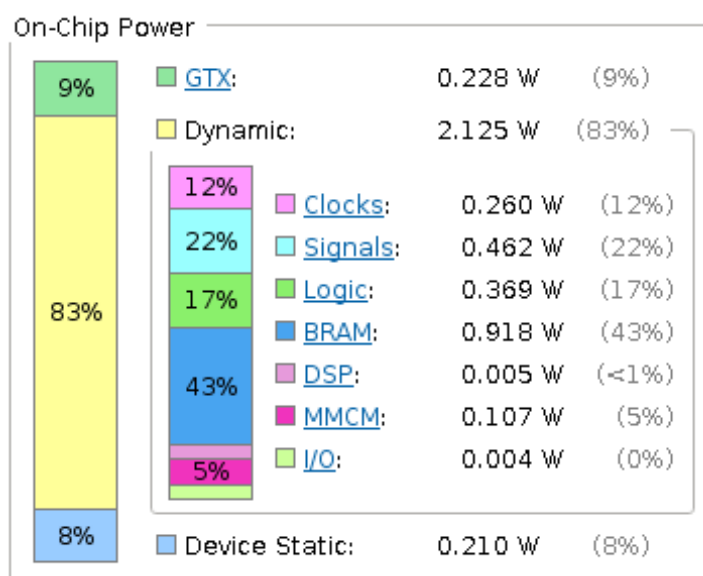 On-Chip Power
9%
GTX: 0.228 W (9%)
Dynamic: 2.125 W (83%)
12%
Clocks: 0.260 W (12%)
22%
Signals: 0.462 W (22%)
17%
Logic: 0.369 W (17%)
83%
BRAM: 0.918 W (43%)
43%
DSP: 0.005 W (<1%)
MMCM: 0.107 W (5%)
5%
I/O: 0.004 W (0%)
8%
Device Static: 0.210 W (8%)